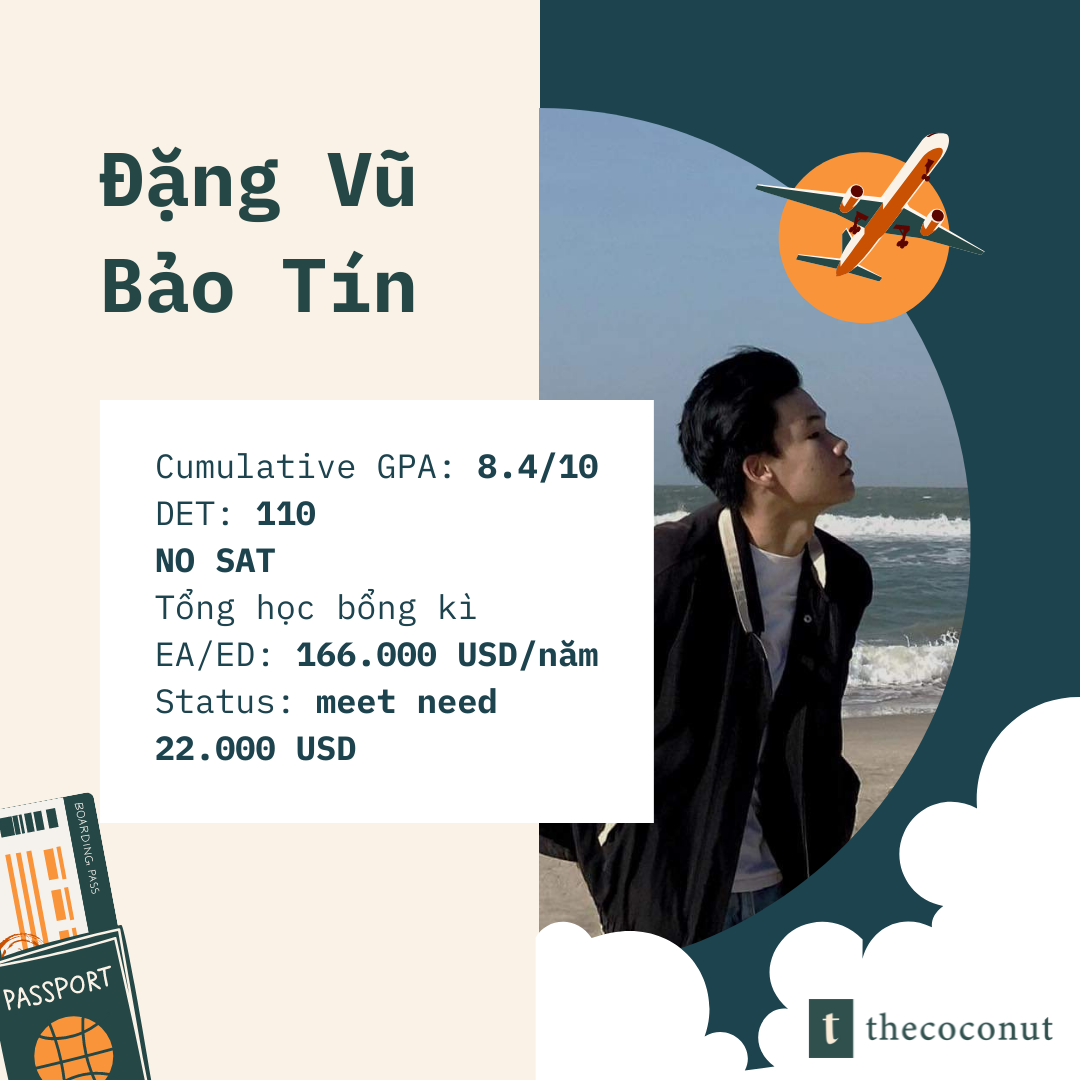 Đặng Vũ
Bảo Tín
Cumulative GPA: 8.4/10
DET: 110
NO SAT
Tổng học bổng kì
EA/ED: 166.000 USD/năm
Status: meet need
22.000 USD
BOARDING PASS
PASSPORT
t thecoconut